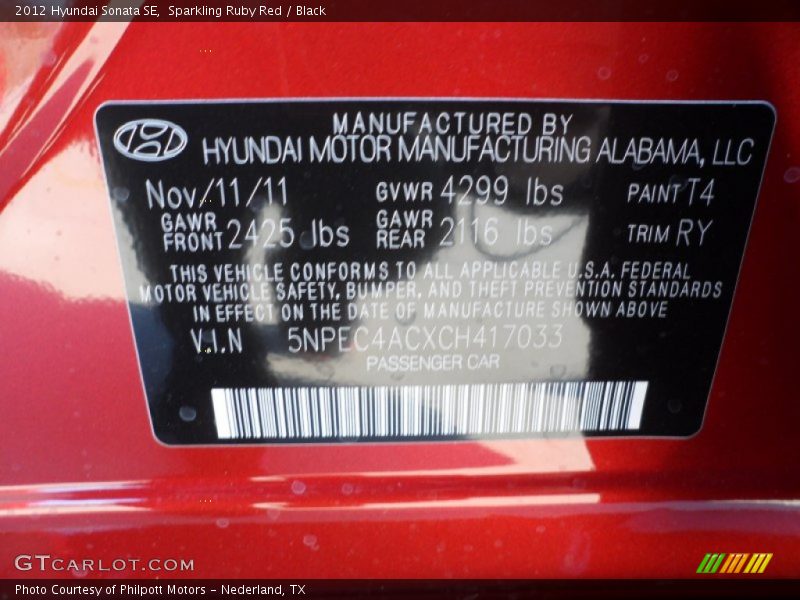 2012 Hyundai Sonata SE,  Sparkling Ruby Red / Black
MANUFACTURED BY
HYUNDAI MOTOR MANUFACTURING ALABAMA, LLC
Nov/11/11 GVWR 4299 lbs PAINT T4
GAWR FRONT 2425 lbs GAWR REAR 2116 lbs TRIM RY
THIS VEHICLE CONFORMS TO ALL APPLICABLE U.S.A. FEDERAL
MOTOR VEHICLE SAFETY, BUMPER, AND THEFT PREVENTION STANDARDS
IN EFFECT ON THE DATE OF MANUFACTURE SHOWN ABOVE
V.I.N 5NPEC4ACXCH417033
PASSENGER CAR
GTCARLOT.COM
Photo Courtesy of Philpott Motors - Nederland, TX